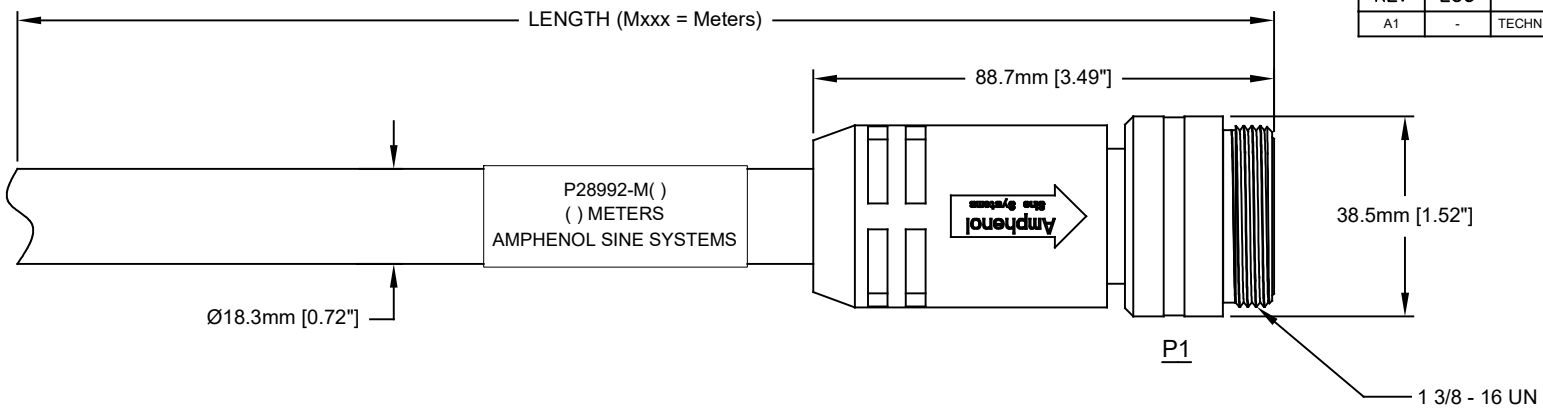 LENGTH (Mxxx = Meters)
A1 - TECHN
88.7mm [3.49"]
P28992-M( )
( ) METERS
AMPHENOL SINE SYSTEMS
Amphenol
Sine Systems
38.5mm [1.52"]
Ø18.3mm [0.72"]
P1
1 3/8 - 16 UN